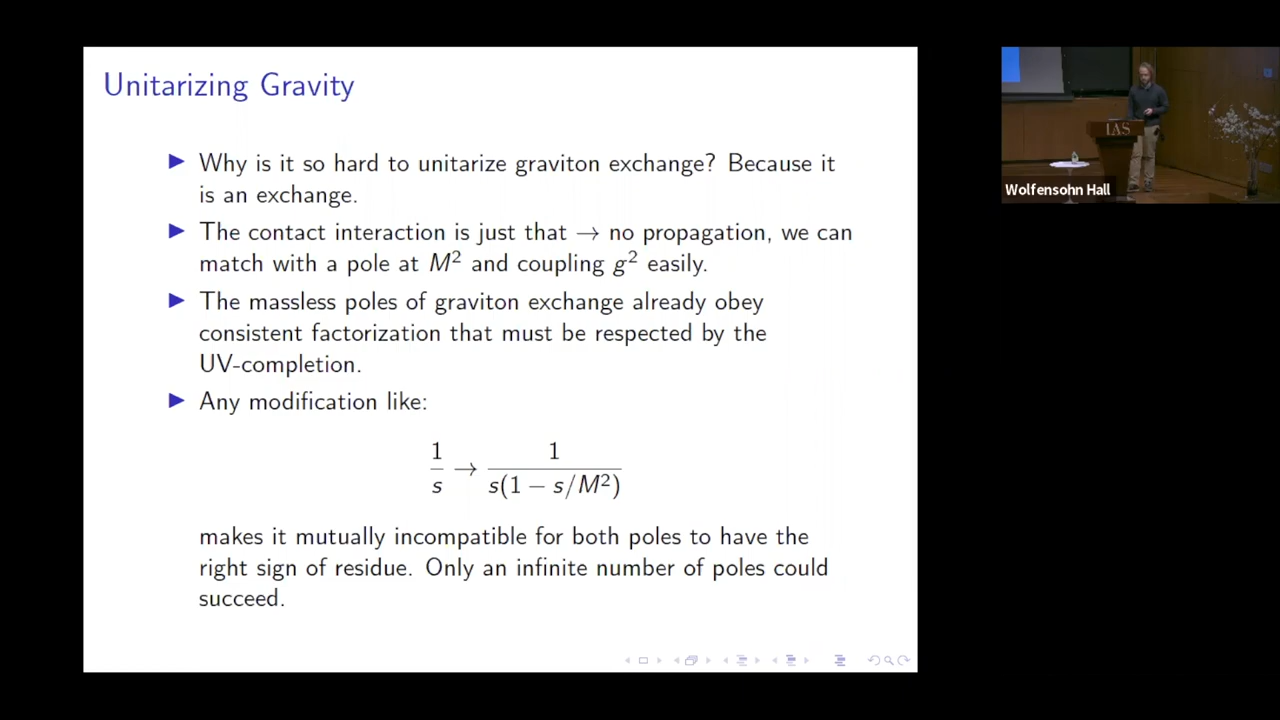 Unitarizing Gravity
▶ Why is it so hard to unitarize graviton exchange? Because it
is an exchange.
▶ The contact interaction is just that → no propagation, we can
match with a pole at M² and coupling g² easily.
▶ The massless poles of graviton exchange already obey
consistent factorization that must be respected by the
UV-completion.
▶ Any modification like:
1/s → 1/(s(1 − s/M²))
makes it mutually incompatible for both poles to have the
right sign of residue. Only an infinite number of poles could
succeed.
IAS
Wolfensohn Hall